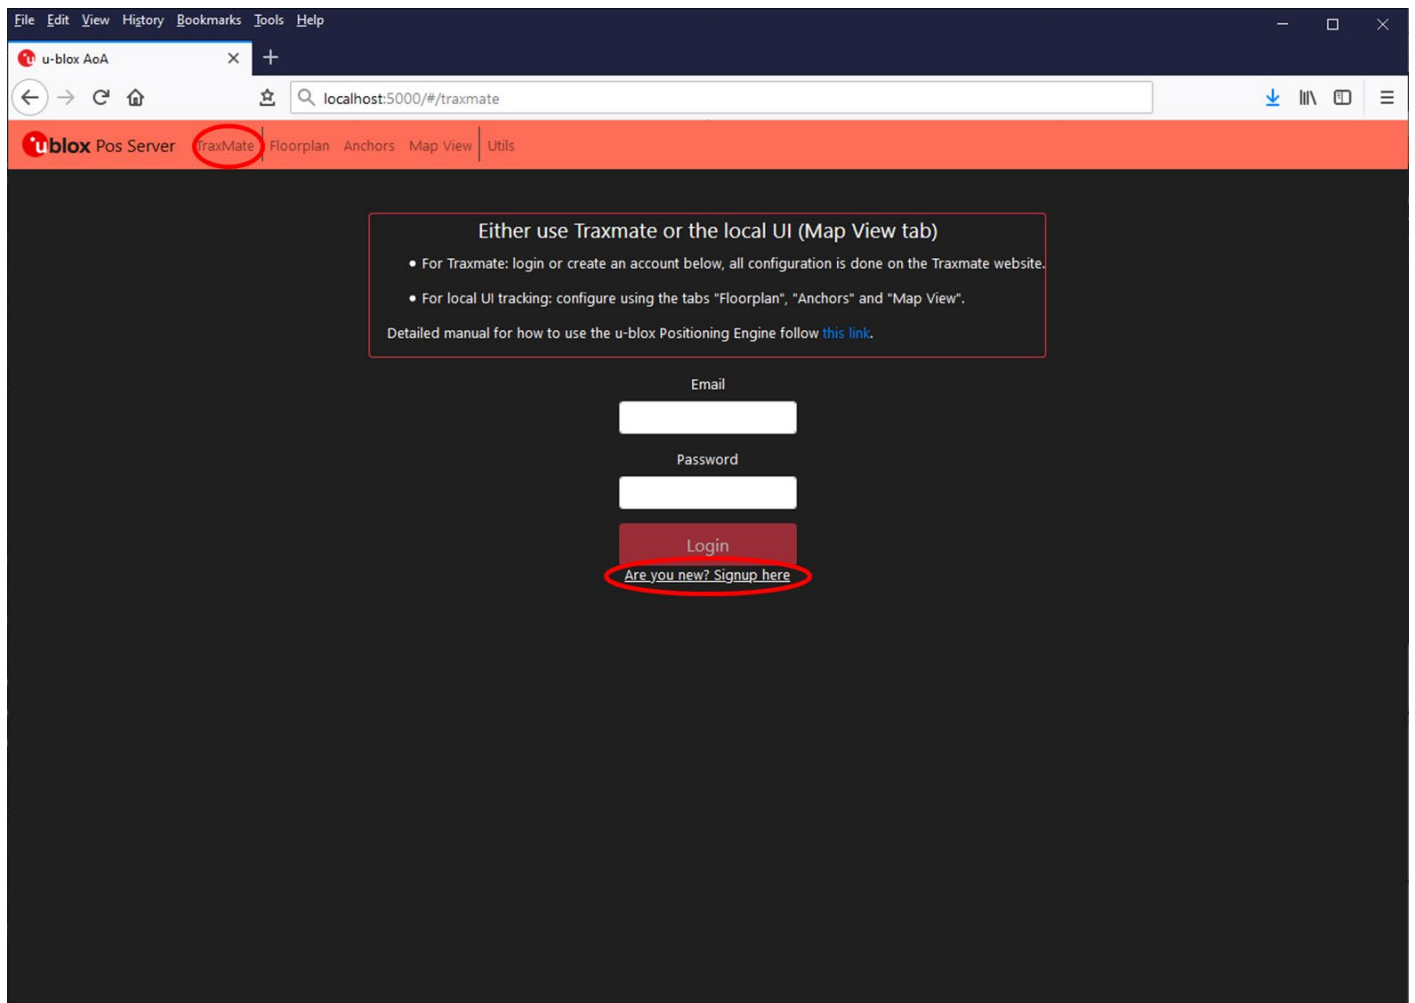 File Edit View History Bookmarks Tools Help
u-blox AoA
localhost:5000/#/traxmate
ublox Pos Server TraxMate Floorplan Anchors Map View Utils
Either use Traxmate or the local UI (Map View tab)
• For Traxmate: login or create an account below, all configuration is done on the Traxmate website.
• For local UI tracking: configure using the tabs "Floorplan", "Anchors" and "Map View".
Detailed manual for how to use the u-blox Positioning Engine follow this link.
Email
Password
Login
Are you new? Signup here